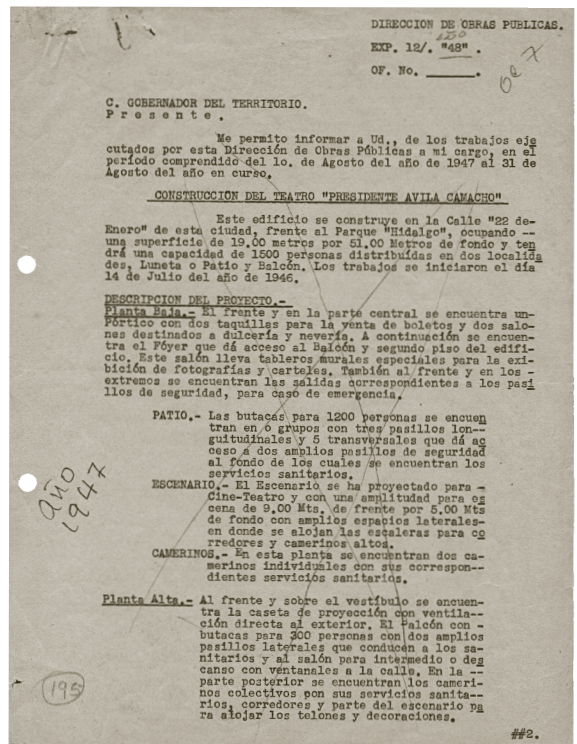 DIRECCION DE OBRAS PUBLICAS.
EXP. 12/. "48" .
OF. No. ______.
C. GOBERNADOR DEL TERRITORIO.
P r e s e n t e .
Me permito informar a Ud., de los trabajos eje
cutados por esta Dirección de Obras Públicas a mi cargo, en el
período comprendido del 1o. de Agosto del año de 1947 al 31 de
Agosto del año en curso.
CONSTRUCCION DEL TEATRO "PRESIDENTE AVILA CAMACHO"
Este edificio se construye en la Calle "22 de-
Enero" de esta ciudad, frente al Parque "Hidalgo", ocupando --
una superficie de 19.00 metros por 51.00 Metros de fondo y ten
drá una capacidad de 1500 personas distribuídas en dos localida
des, Luneta o Patio y Balcón. Los trabajos se iniciaron el día
14 de Julio del año de 1946.
DESCRIPCION DEL PROYECTO.-
Planta Baja.- El frente y en la parte central se encuentra un-
Pórtico con dos taquillas para la venta de boletos y dos salo-
nes destinados a dulcería y nevería. A continuación se encuen-
tra el Fóyer que dá acceso al Balcón y segundo piso del edifi-
cio. Este salón lleva tableros murales especiales para la exi-
bición de fotografías y carteles. También al frente y en los -
extremos se encuentran las salidas correspondientes a los pasi
llos de seguridad, para caso de emergencia.
PATIO.- Las butacas para 1200 personas se encuen
tran en 6 grupos con tres pasillos lon--
guitudinales y 5 transversales que dá ac
ceso a dos amplios pasillos de seguridad
al fondo de los cuales se encuentran los
servicios sanitarios.
ESCENARIO.- El Escenario se ha proyectado para -
Cine-Teatro y con una amplitud para es
cena de 9.00 Mts. de frente por 5.00 Mts
de fondo con amplios espacios laterales-
en donde se alojan las escaleras para co
rredores y camerinos altos.
CAMERINOS.- En esta planta se encuentran dos ca-
merinos individuales con sus correspon--
dientes servicios sanitarios.
Planta Alta.- Al frente y sobre el vestíbulo se encuen-
tra la caseta de proyección con ventila-
ción directa al exterior. El Balcón con -
butacas para 300 personas con dos amplios
pasillos laterales que conducen a los sa-
nitarios y al salón para intermedio o des
canso con ventanales a la calle. En la --
parte posterior se encuentran los cameri-
nos colectivos con sus servicios sanita--
rios, corredores y parte del escenario pa
ra alojar los telones y decoraciones.
año
1947
195
##2.